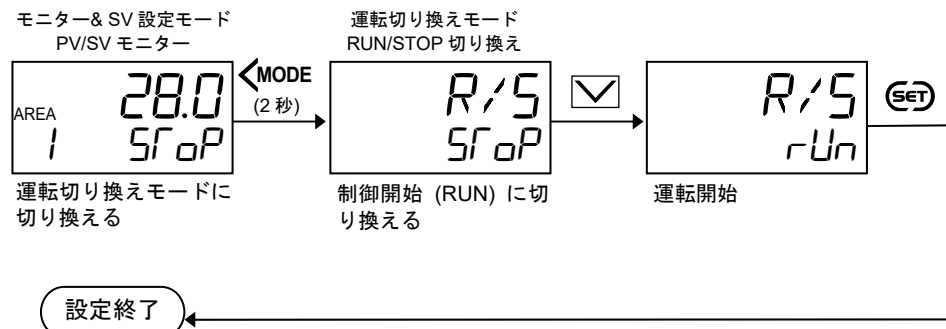 モニター& SV 設定モード
PV/SV モニター
運転切り換えモード
RUN/STOP 切り換え
AREA 28.0
1 SToP
<MODE
(2 秒)
R/S
SToP
R/S
rUn
SET
運転切り換えモードに
切り換える
制御開始 (RUN) に切
り換える
運転開始
設定終了